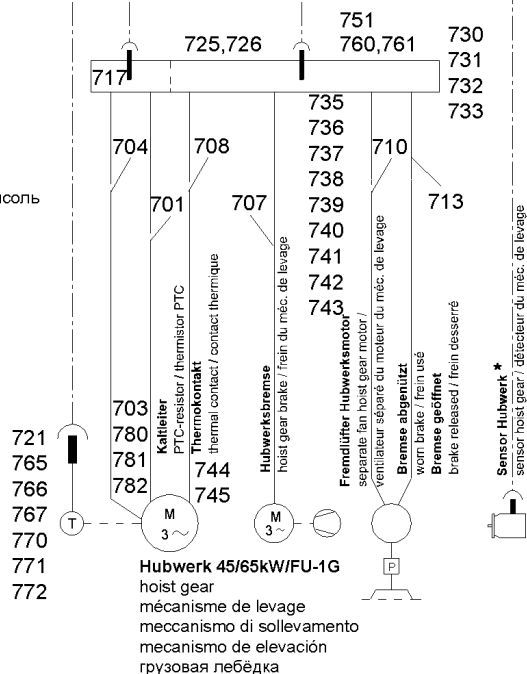 725,726
751
760,761
730
731
732
733
717
735
736
737
738
739
740
741
742
743
704
708
710
701
707
713
исоль
Kaltleiter
PTC-resistor / thermistor PTC
Thermokontakt
thermal contact / contact thermique
Hubwerksbremse
hoist gear brake / frein du méc. de levage
Fremdlüfter Hubwerksmotor
separate fan hoist gear motor /
ventilateur séparé du moteur du méc. de levage
Bremse abgenützt
worn brake / frein usé
Bremse geöffnet
brake released / frein desserré
Sensor Hubwerk *
sensor hoist gear / détecteur du méc. de levage
703
780
781
782
744
745
721
765
766
767
770
771
772
T
M
3 ~
M
3 ~
P
Hubwerk 45/65kW/FU-1G
hoist gear
mécanisme de levage
meccanismo di sollevamento
mecanismo de elevación
грузовая лебёдка